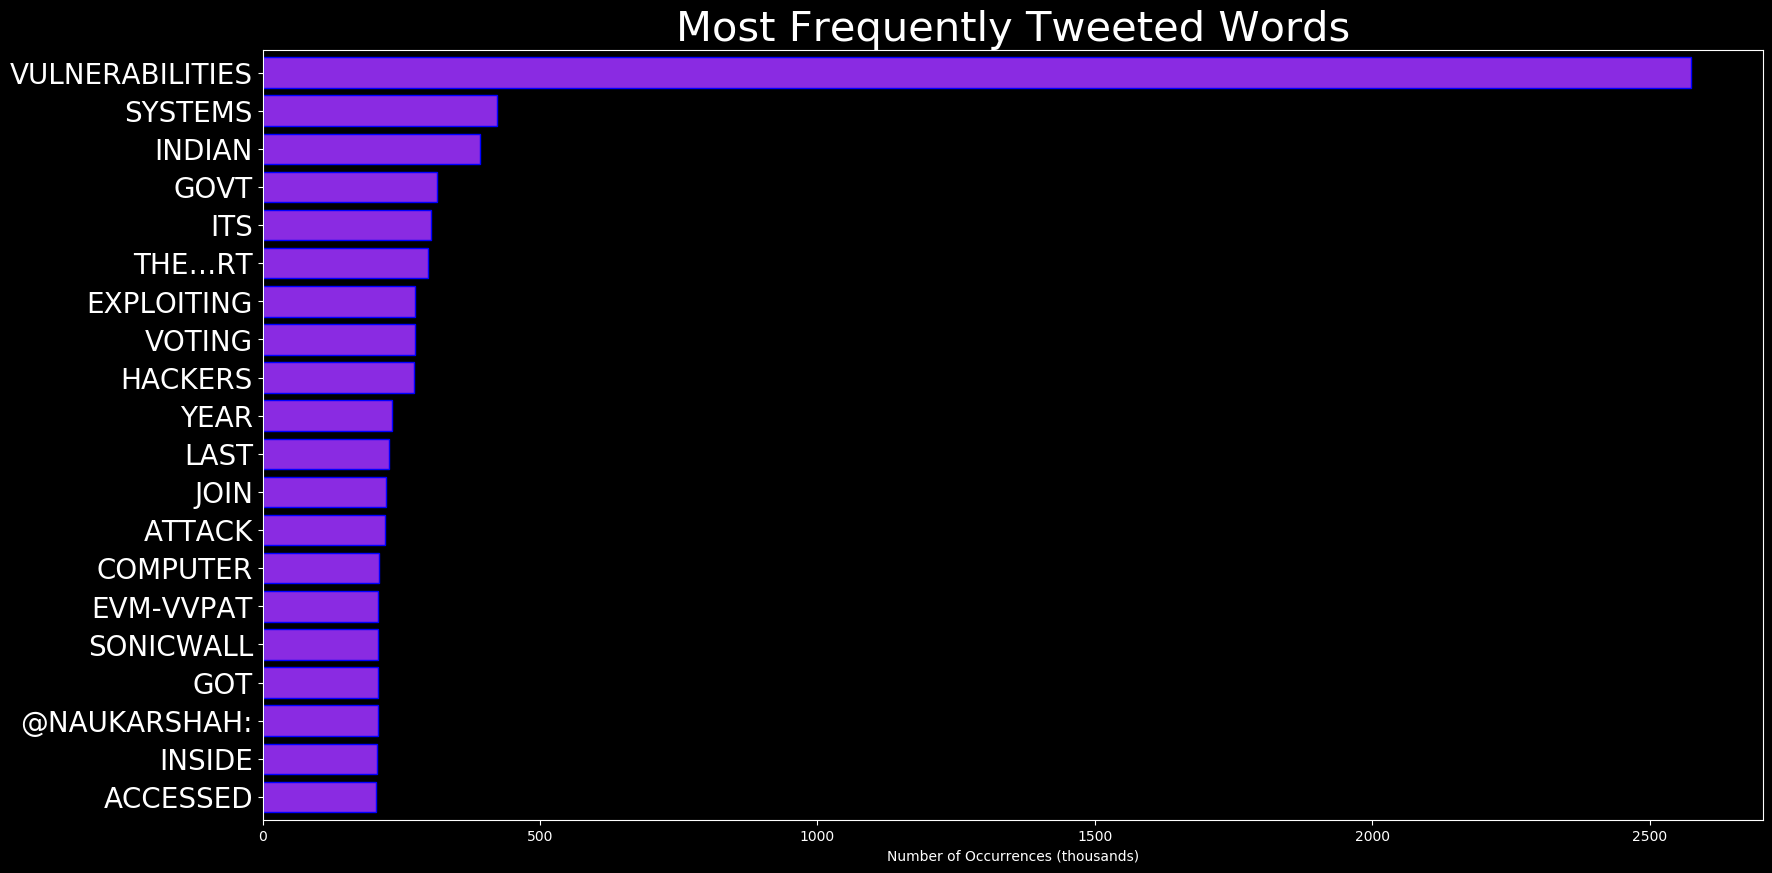 Most Frequently Tweeted Words
VULNERABILITIES
SYSTEMS
INDIAN
GOVT
ITS
THE…RT
EXPLOITING
VOTING
HACKERS
YEAR
LAST
JOIN
ATTACK
COMPUTER
EVM-VVPAT
SONICWALL
GOT
@NAUKARSHAH:
INSIDE
ACCESSED
0 500 1000 1500 2000 2500
Number of Occurrences (thousands)